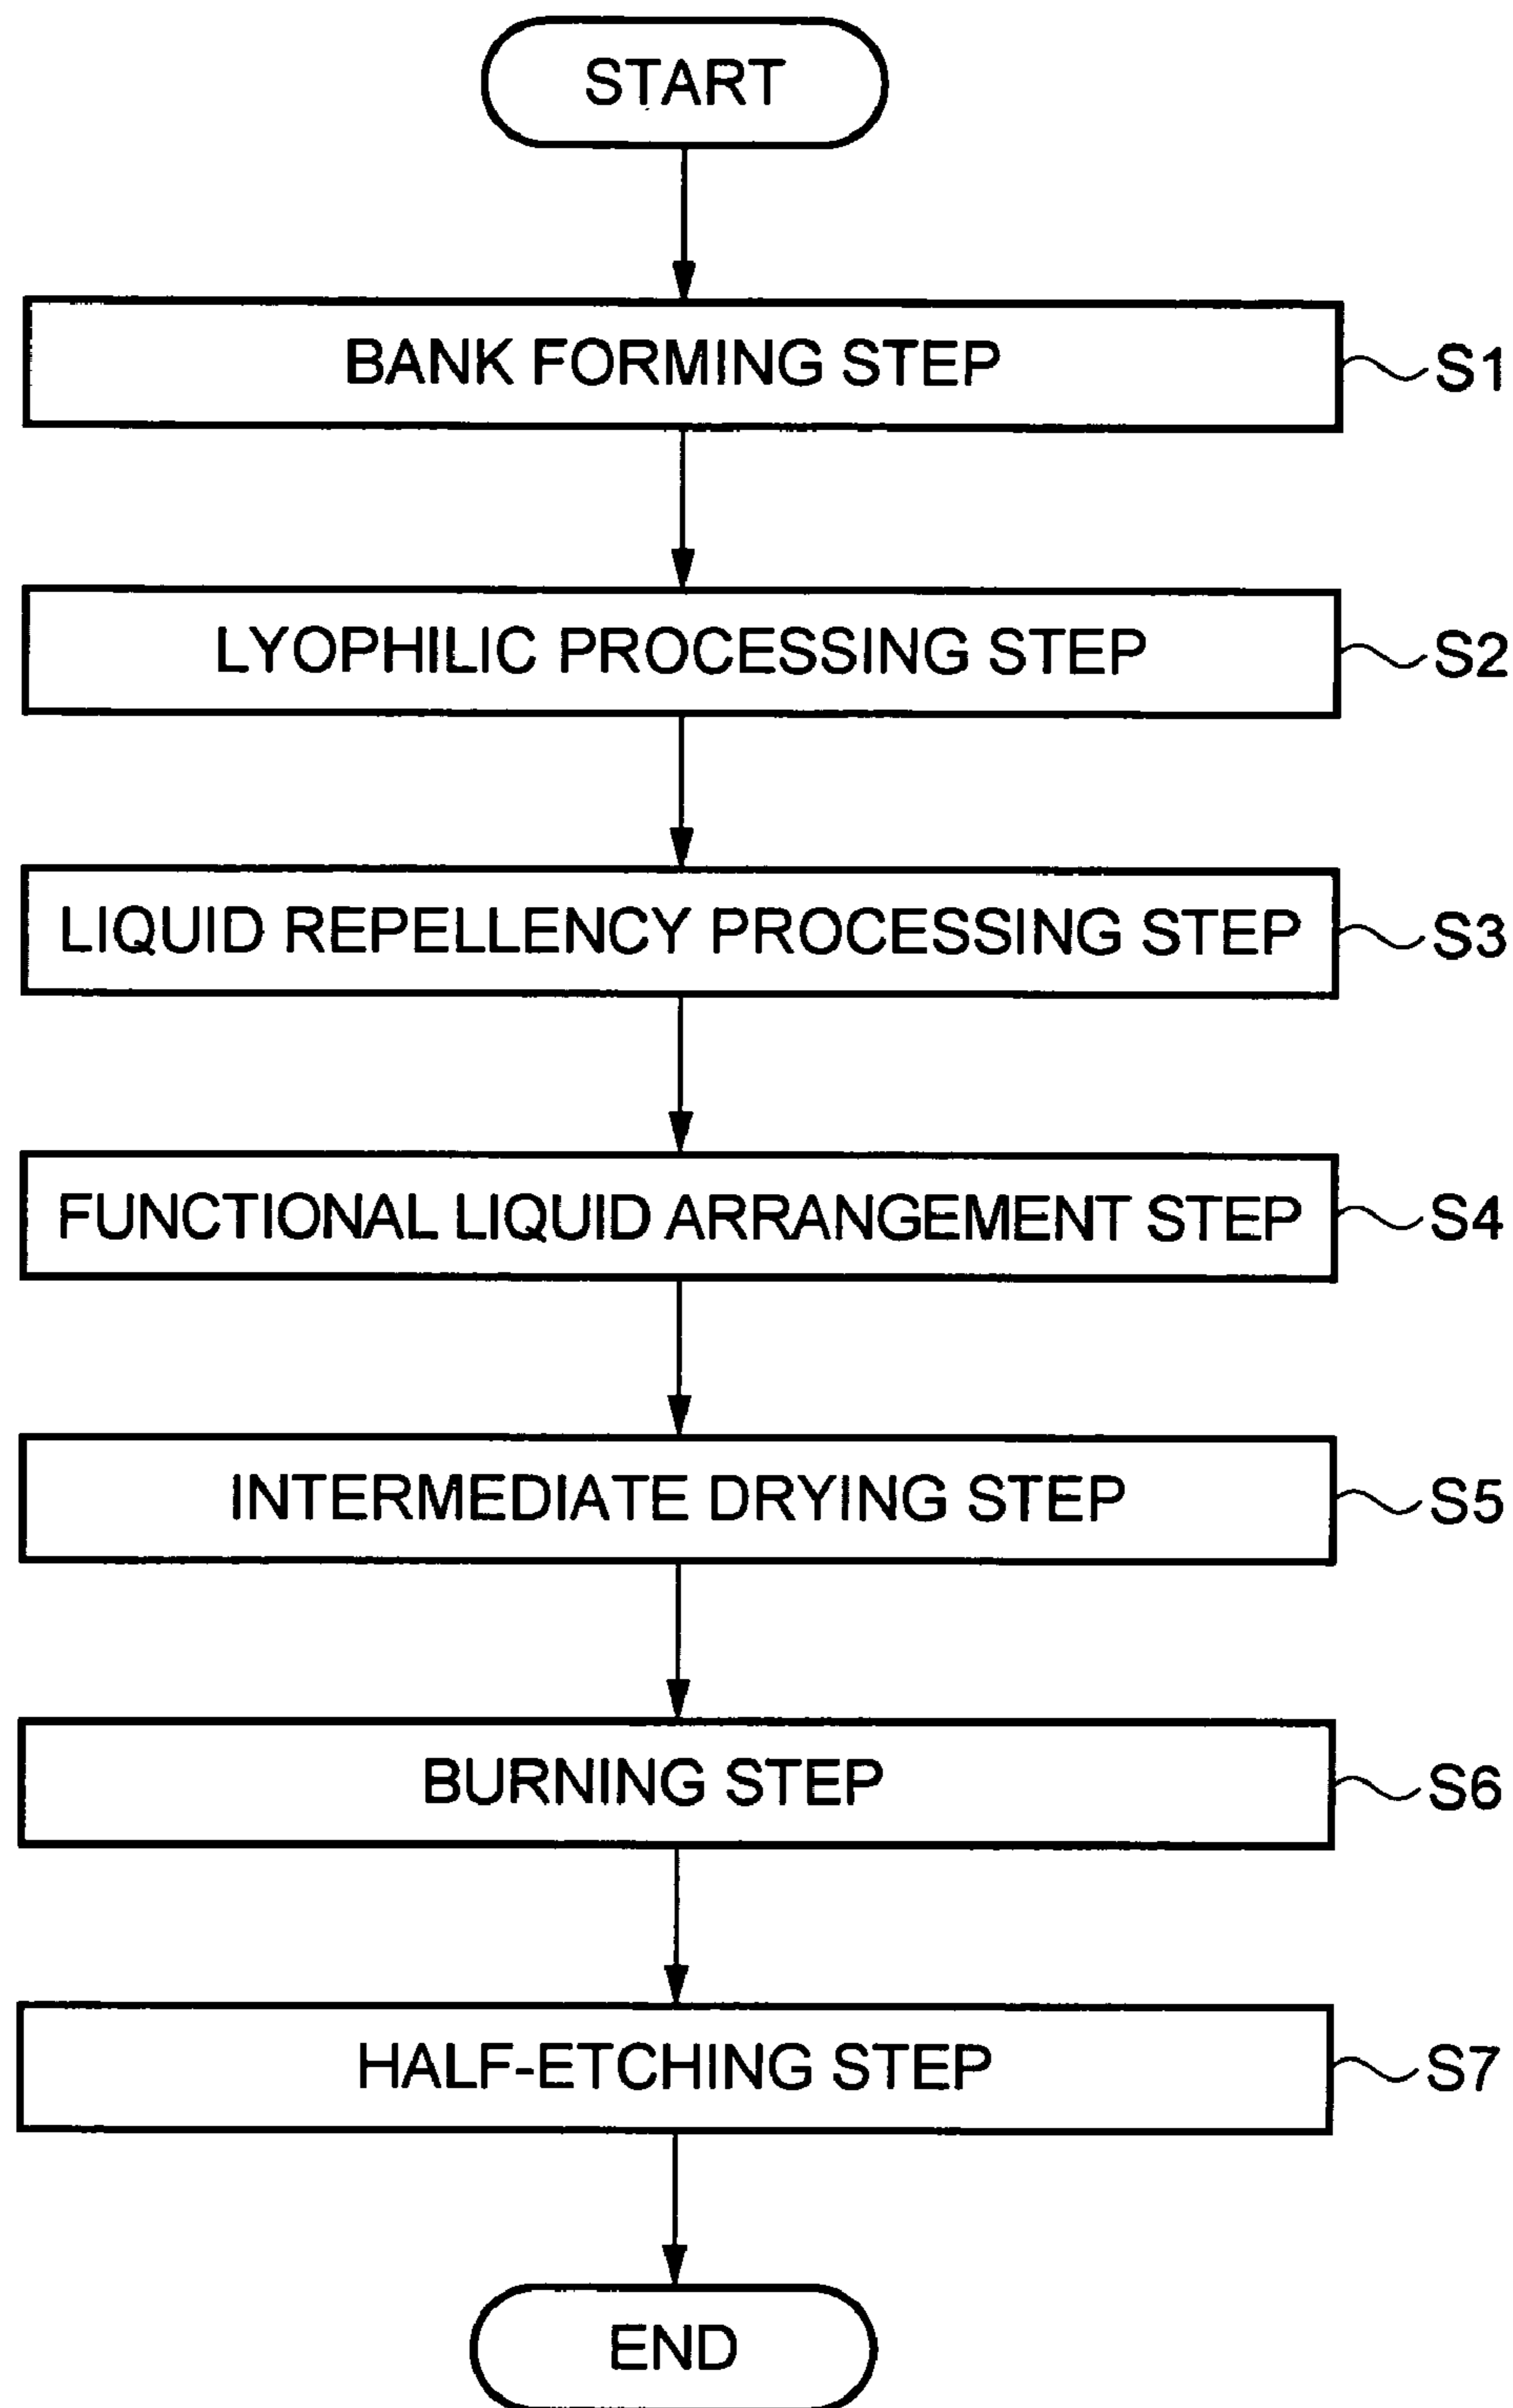 START
BANK FORMING STEP
S1
LYOPHILIC PROCESSING STEP
S2
LIQUID REPELLENCY PROCESSING STEP
S3
FUNCTIONAL LIQUID ARRANGEMENT STEP
S4
INTERMEDIATE DRYING STEP
S5
BURNING STEP
S6
HALF-ETCHING STEP
S7
END